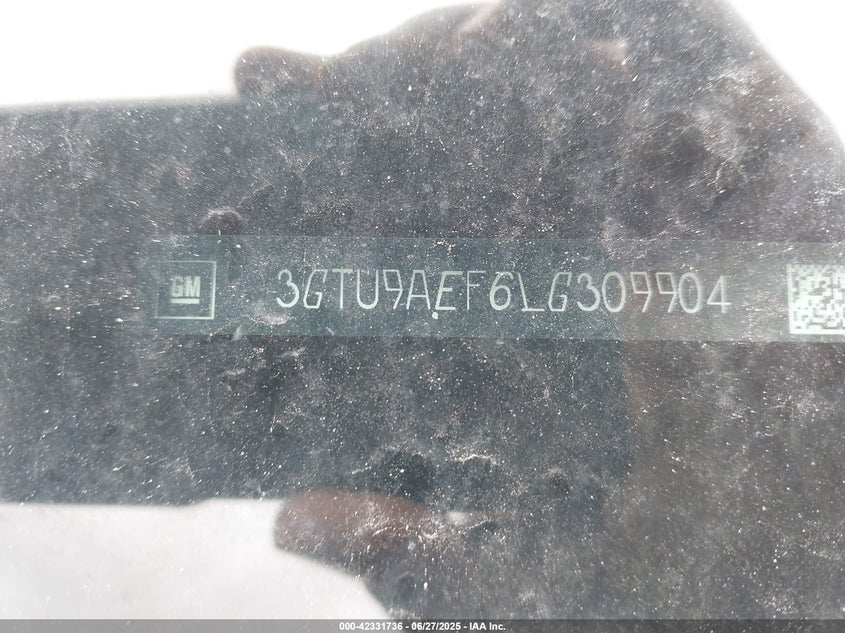 GM 3GTU9AEF6LG309904
000-42331736 - 06/27/2025 - IAA Inc.